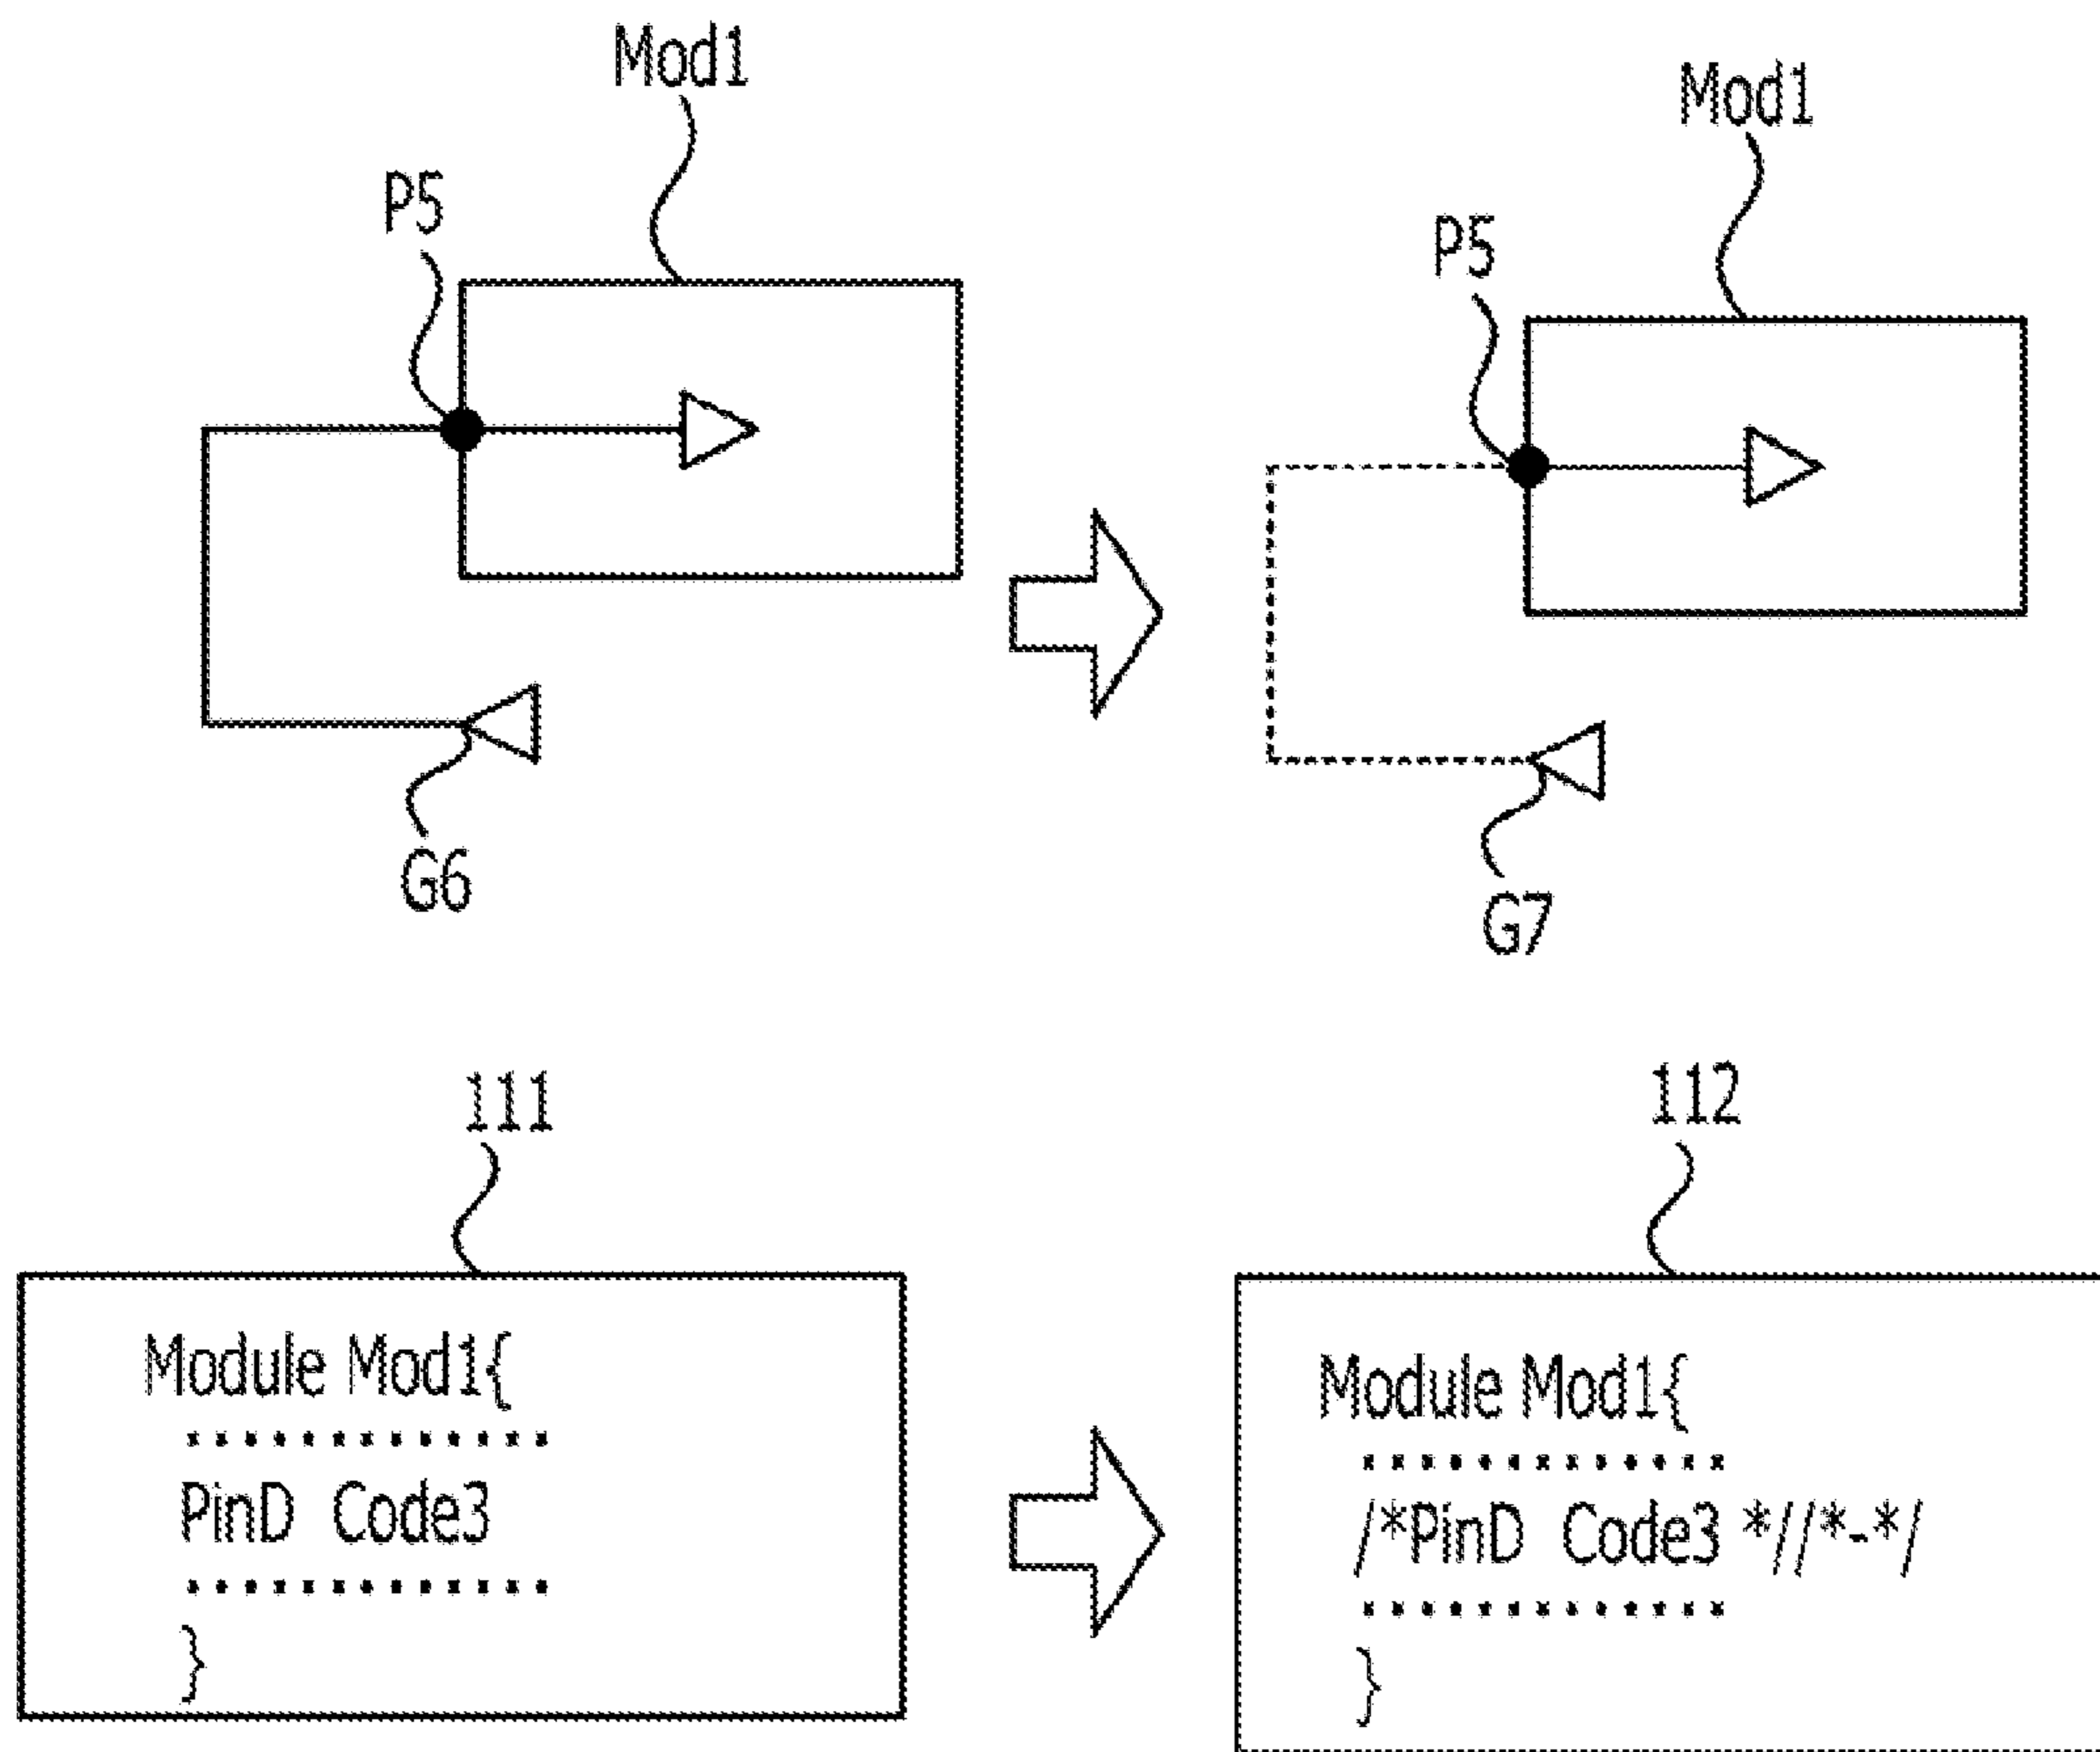 Mod1
Mod1
P5
P5
G6
G7
111
112
Module Mod1{
.............
PinD Code3
.............
}
Module Mod1{
.............
/*PinD Code3 *//*-*/
.............
}